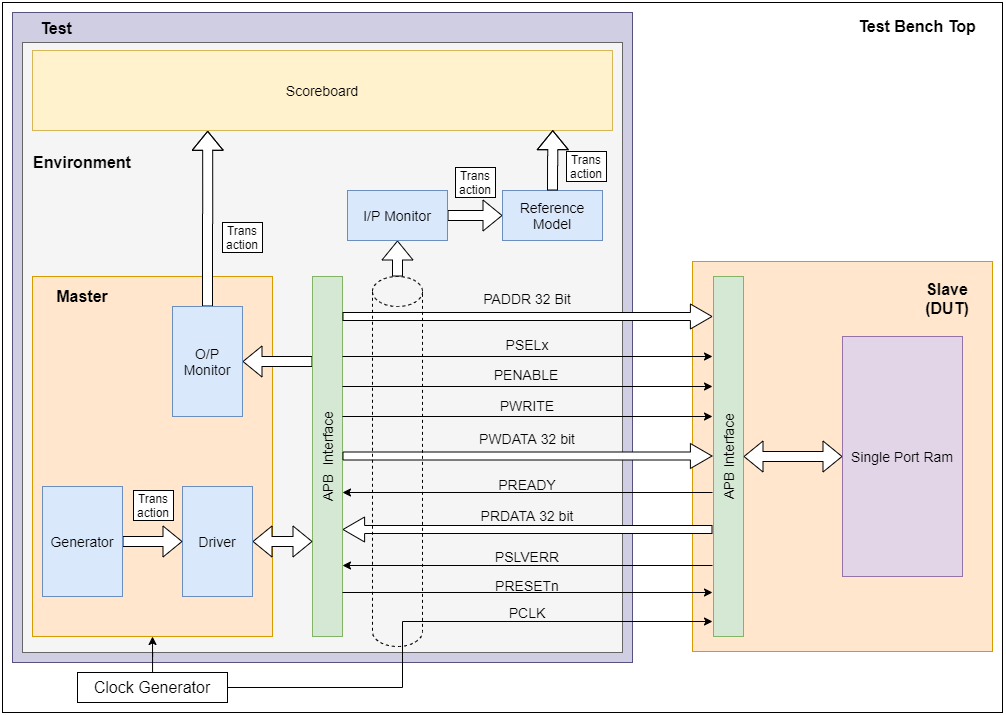 Test
Test Bench Top
Scoreboard
Environment
Trans
action
Trans
action
I/P Monitor
Reference
Model
Trans
action
Master
Slave
(DUT)
PADDR 32 Bit
O/P
Monitor
PSELx
PENABLE
PWRITE
PWDATA 32 bit
APB Interface
APB Interface
Single Port Ram
PREADY
Trans
action
PRDATA 32 bit
Generator
Driver
PSLVERR
PRESETn
PCLK
Clock Generator